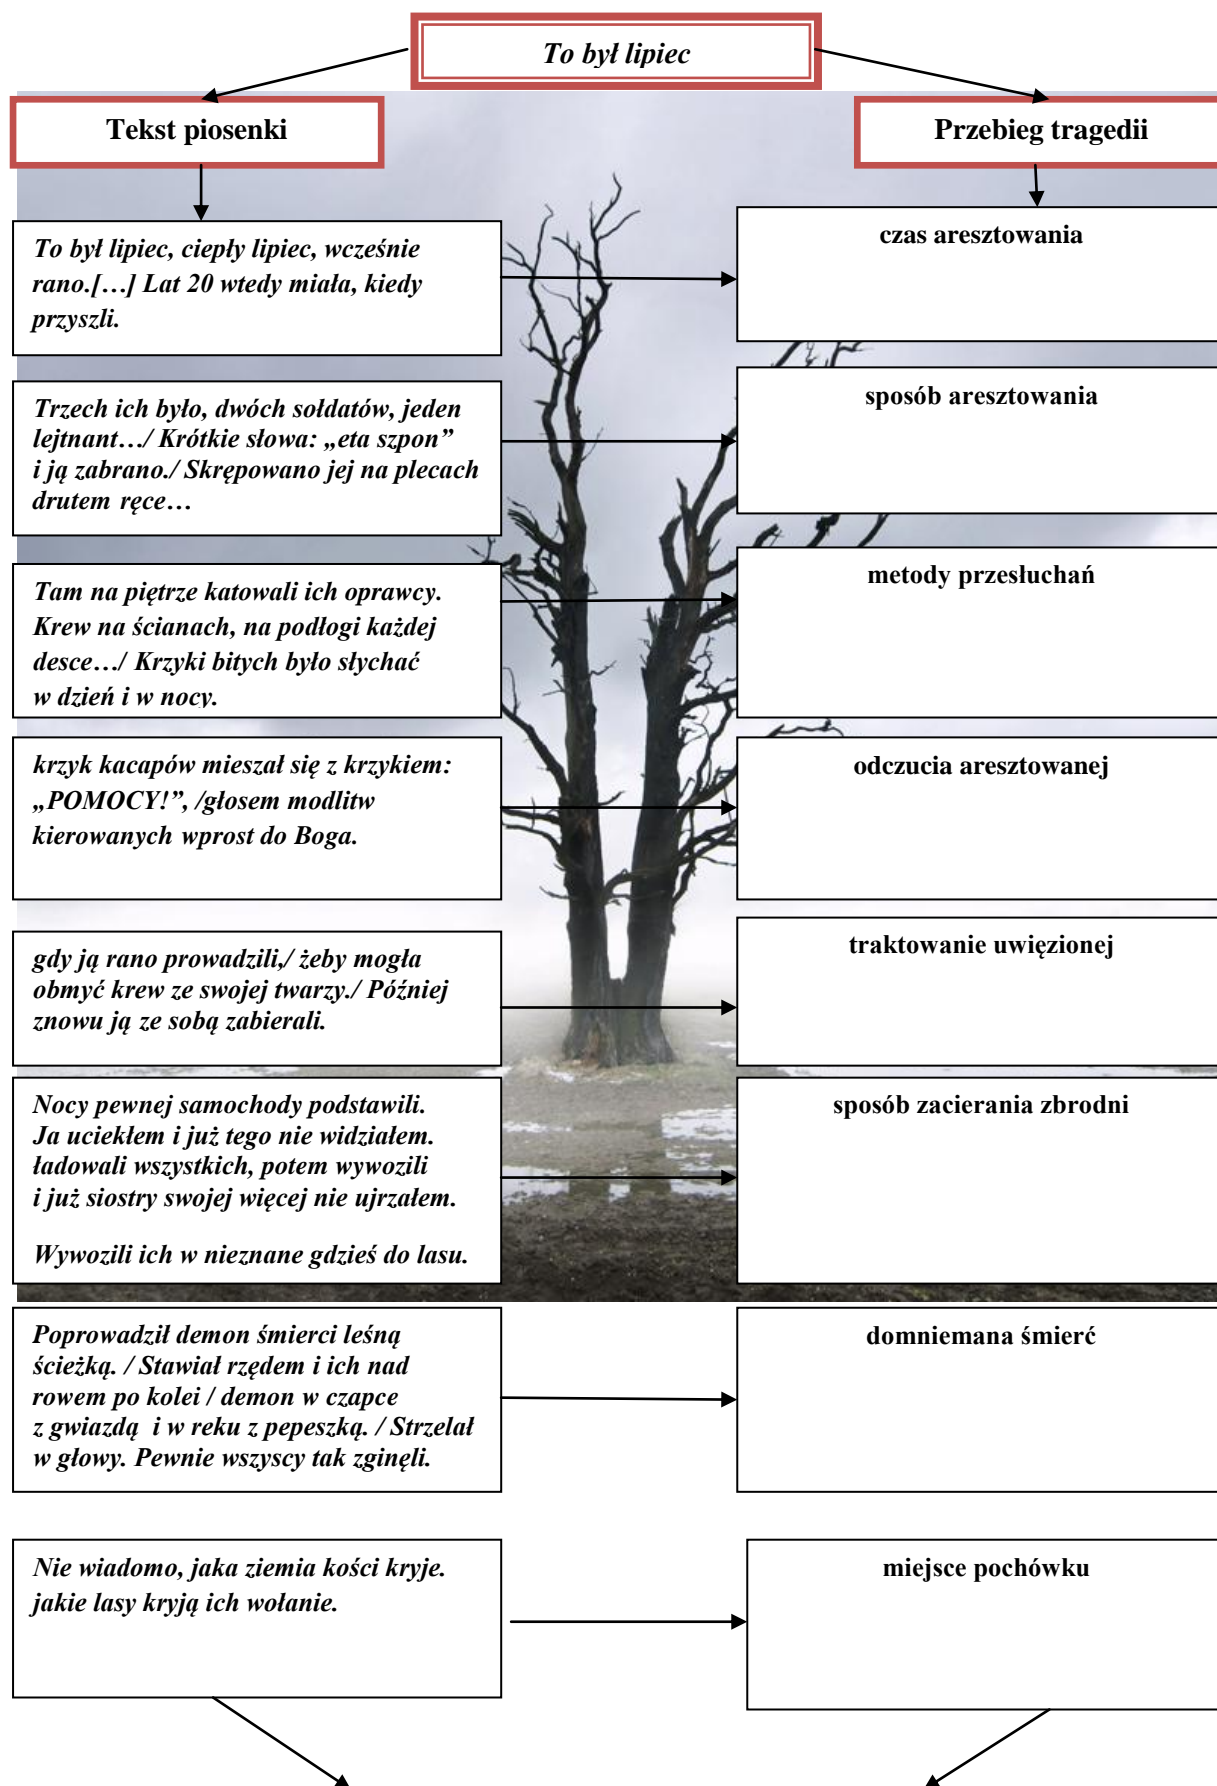 To był lipiec
Tekst piosenki
Przebieg tragedii
To był lipiec, ciepły lipiec, wcześnie
rano.[…] Lat 20 wtedy miała, kiedy
przyszli.
czas aresztowania
Trzech ich było, dwóch sołdatów, jeden
lejtnant…/ Krótkie słowa: „eta szpon”
i ją zabrano./ Skrępowano jej na plecach
drutem ręce…
sposób aresztowania
Tam na piętrze katowali ich oprawcy.
Krew na ścianach, na podłogi każdej
desce…/ Krzyki bitych było słychać
w dzień i w nocy.
metody przesłuchań
krzyk kacapów mieszał się z krzykiem:
„POMOCY!”, /głosem modlitw
kierowanych wprost do Boga.
odczucia aresztowanej
gdy ją rano prowadzili,/ żeby mogła
obmyć krew ze swojej twarzy./ Później
znowu ją ze sobą zabierali.
traktowanie uwięzionej
Nocy pewnej samochody podstawili.
Ja uciekłem i już tego nie widziałem.
ładowali wszystkich, potem wywozili
i już siostry swojej więcej nie ujrzałem.
Wywozili ich w nieznane gdzieś do lasu.
sposób zacierania zbrodni
Poprowadził demon śmierci leśną
ścieżką. / Stawiał rzędem i ich nad
rowem po kolei / demon w czapce
z gwiazdą i w reku z pepeszką. / Strzelał
w głowy. Pewnie wszyscy tak zginęli.
domniemana śmierć
Nie wiadomo, jaka ziemia kości kryje.
jakie lasy kryją ich wołanie.
miejsce pochówku